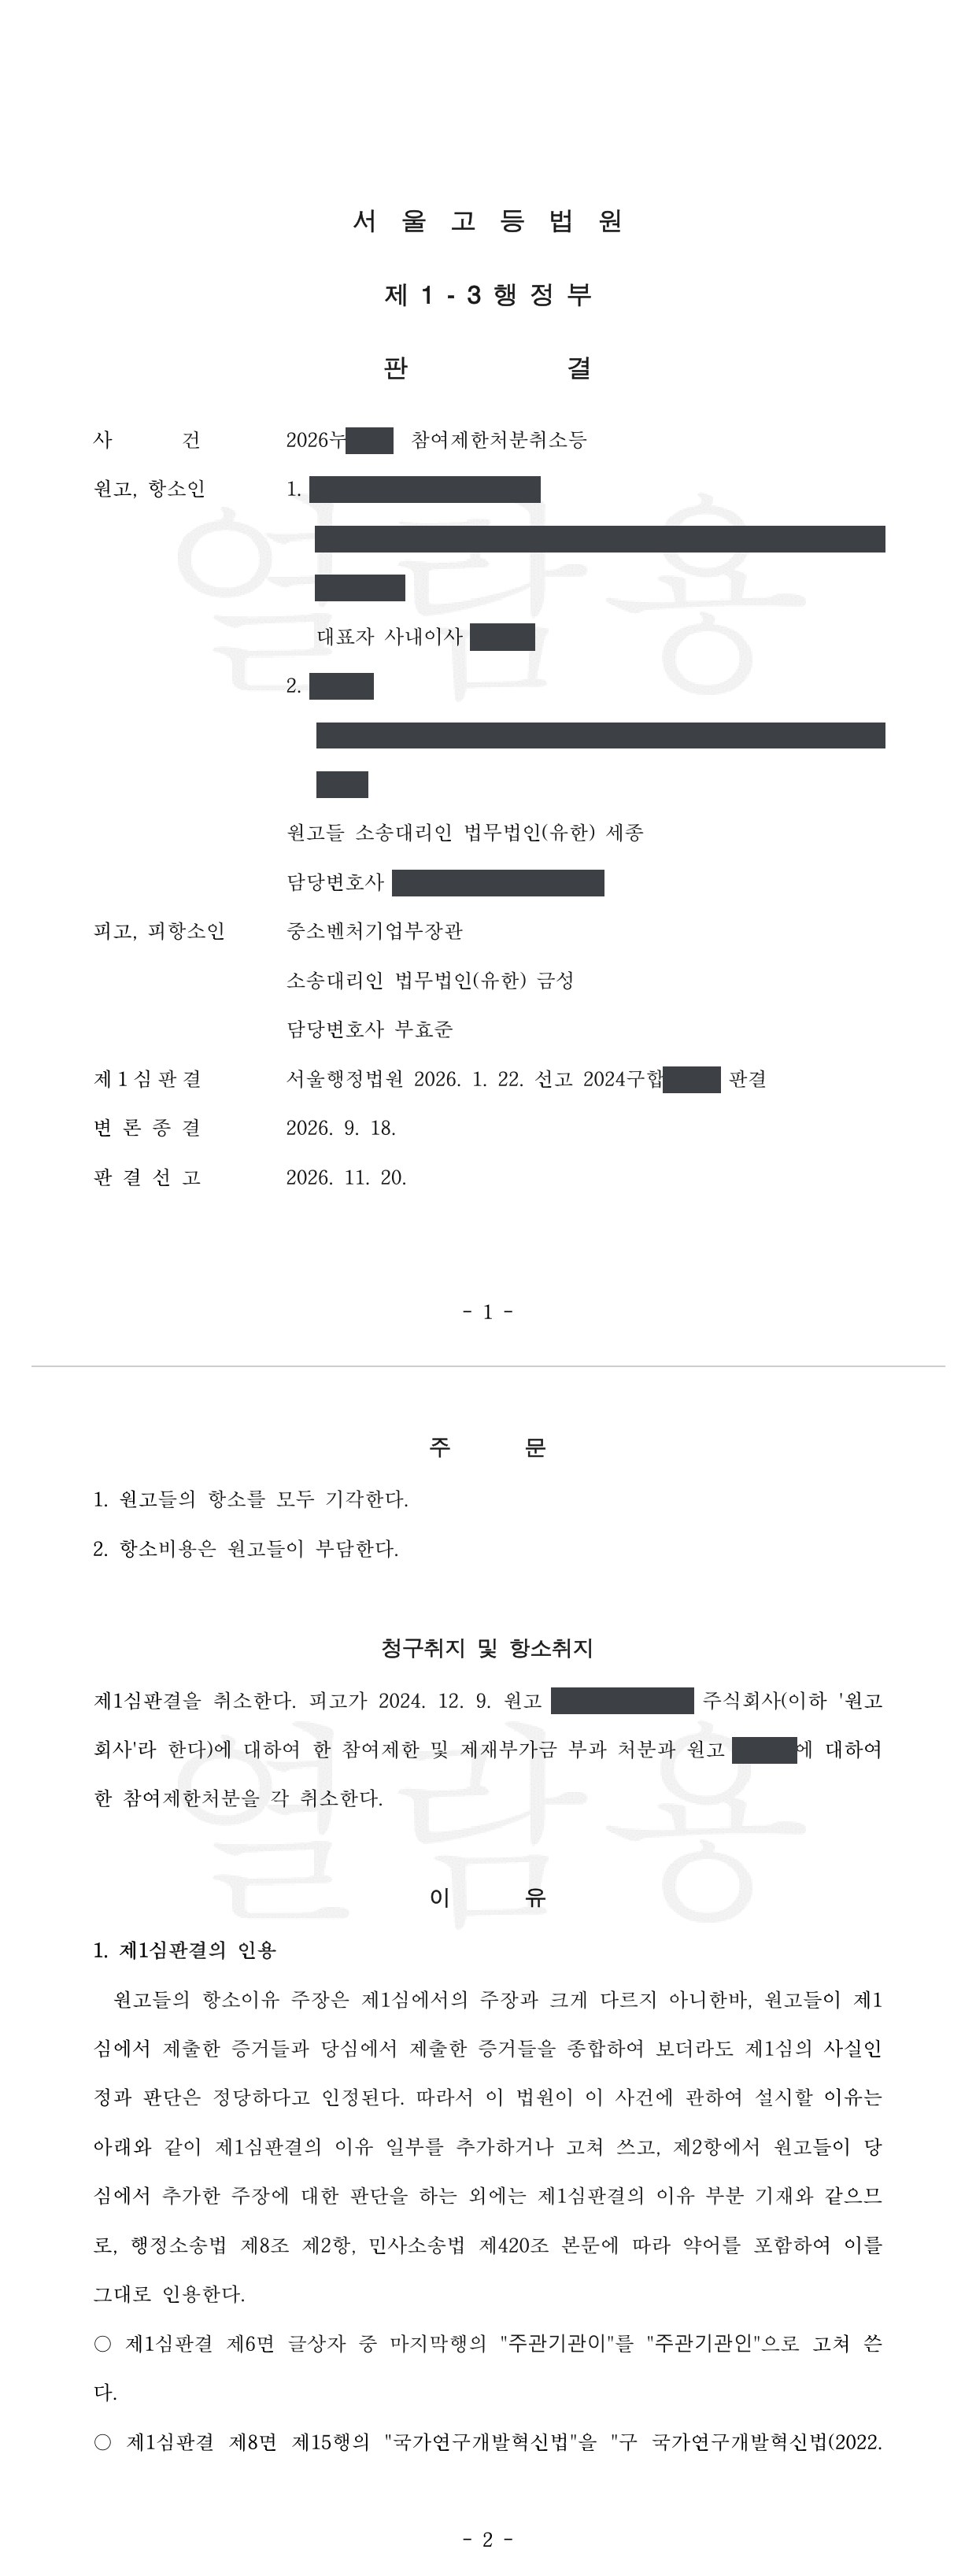 서 울 고 등 법 원
제 1 - 3 행 정 부
판 결
사 건 2026누 참여제한처분취소등
원고, 항소인 1.
대표자 사내이사
2.
원고들 소송대리인 법무법인(유한) 세종
담당변호사
피고, 피항소인 중소벤처기업부장관
소송대리인 법무법인(유한) 금성
담당변호사 부효준
제 1 심 판 결 서울행정법원 2026. 1. 22. 선고 2024구합 판결
변 론 종 결 2026. 9. 18.
판 결 선 고 2026. 11. 20.
열람용
- 1 -
주 문
1. 원고들의 항소를 모두 기각한다.
2. 항소비용은 원고들이 부담한다.
청구취지 및 항소취지
제1심판결을 취소한다. 피고가 2024. 12. 9. 원고 주식회사(이하 '원고
회사'라 한다)에 대하여 한 참여제한 및 제재부가금 부과 처분과 원고 에 대하여
한 참여제한처분을 각 취소한다.
열람용
이 유
1. 제1심판결의 인용
원고들의 항소이유 주장은 제1심에서의 주장과 크게 다르지 아니한바, 원고들이 제1
심에서 제출한 증거들과 당심에서 제출한 증거들을 종합하여 보더라도 제1심의 사실인
정과 판단은 정당하다고 인정된다. 따라서 이 법원이 이 사건에 관하여 설시할 이유는
아래와 같이 제1심판결의 이유 일부를 추가하거나 고쳐 쓰고, 제2항에서 원고들이 당
심에서 추가한 주장에 대한 판단을 하는 외에는 제1심판결의 이유 부분 기재와 같으므
로, 행정소송법 제8조 제2항, 민사소송법 제420조 본문에 따라 약어를 포함하여 이를
그대로 인용한다.
○ 제1심판결 제6면 글상자 중 마지막행의 "주관기관이"를 "주관기관인"으로 고쳐 쓴
다.
○ 제1심판결 제8면 제15행의 "국가연구개발혁신법"을 "구 국가연구개발혁신법(2022.
- 2 -